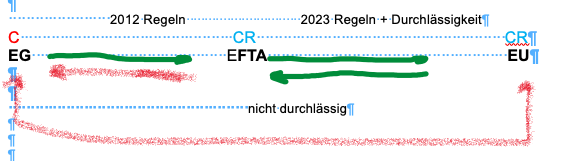 2012 Regeln 2023 Regeln + Durchlässigkeit¶
C CR CR¶
EG EFTA EU¶
nicht durchlässig¶